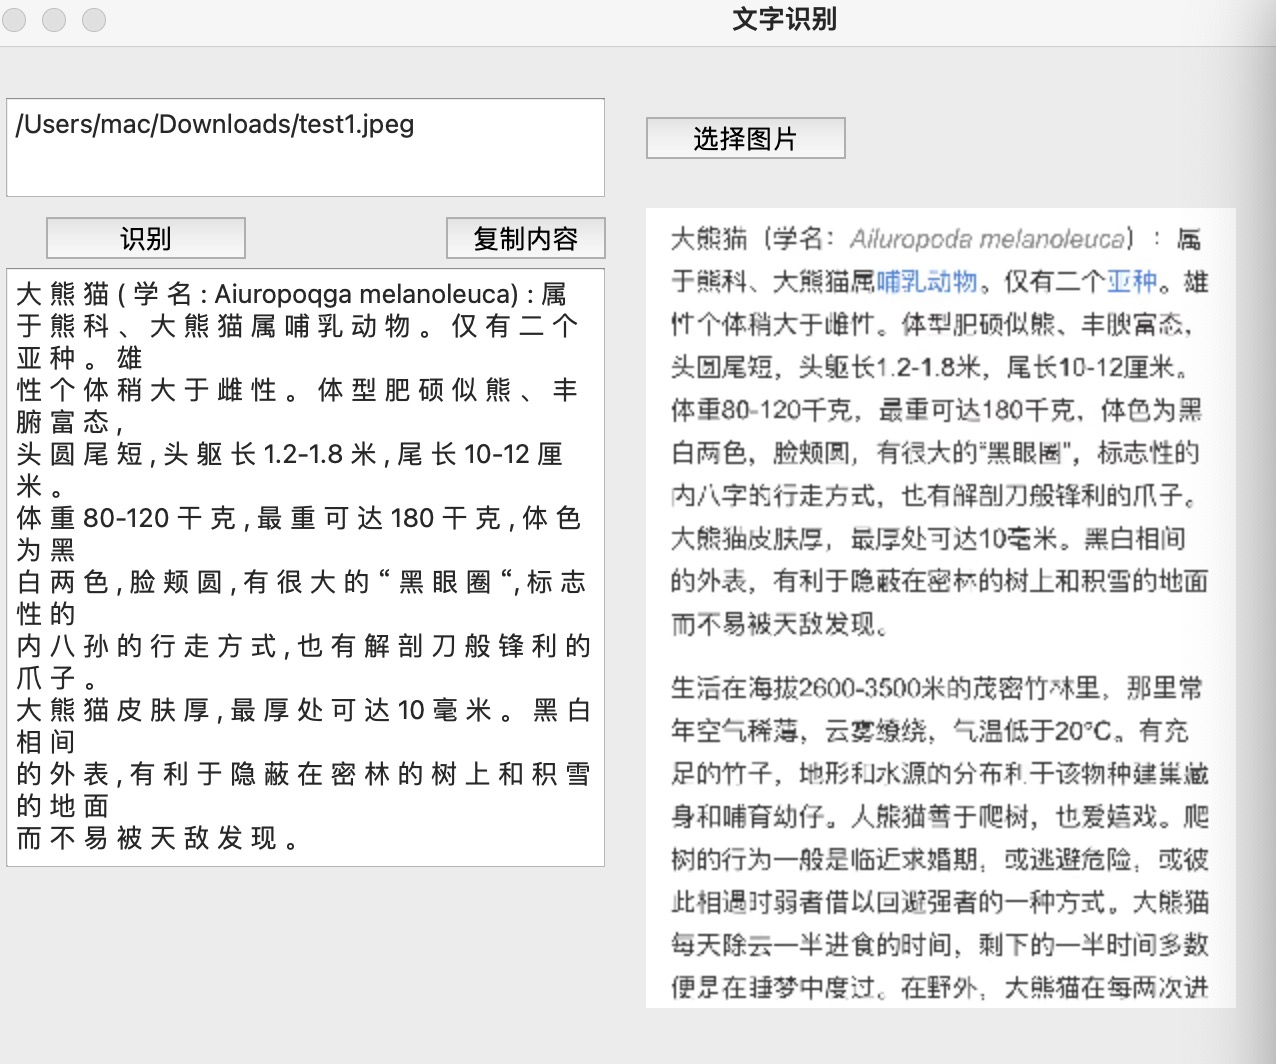 文字识别
/Users/mac/Downloads/test1.jpeg
选择图片
识别
复制内容
大 熊 猫 ( 学 名 : Aiuropoqga melanoleuca) : 属
于 熊 科 、 大 熊 猫 属 哺 乳 动 物 。 仅 有 二 个
亚 种 。 雄
性 个 体 稍 大 于 雌 性 。 体 型 肥 硕 似 熊 、 丰
腑 富 态 ,
头 圆 尾 短 , 头 躯 长 1.2-1.8 米 , 尾 长 10-12 厘
米 。
体 重 80-120 干 克 , 最 重 可 达 180 干 克 , 体 色
为 黑
白 两 色 , 脸 颊 圆 , 有 很 大 的 “ 黑 眼 圈 “, 标 志
性 的
内 八 孙 的 行 走 方 式 , 也 有 解 剖 刀 般 锋 利 的
爪 子 。
大 熊 猫 皮 肤 厚 , 最 厚 处 可 达 10 毫 米 。 黑 白
相 间
的 外 表 , 有 利 于 隐 蔽 在 密 林 的 树 上 和 积 雪
的 地 面
而 不 易 被 天 敌 发 现 。
大熊猫（学名：Ailuropoda melanoleuca）：属
于熊科、大熊猫属哺乳动物。仅有二个亚种。雄
性个体稍大于雌性。体型肥硕似熊、丰腴富态，
头圆尾短，头躯长1.2-1.8米，尾长10-12厘米。
体重80-120千克，最重可达180千克，体色为黑
白两色，脸颊圆，有很大的“黑眼圈”，标志性的
内八字的行走方式，也有解剖刀般锋利的爪子。
大熊猫皮肤厚，最厚处可达10毫米。黑白相间
的外表，有利于隐蔽在密林的树上和积雪的地面
而不易被天敌发现。
生活在海拔2600-3500米的茂密竹林里，那里常
年空气稀薄，云雾缭绕，气温低于20°C。有充
足的竹子，地形和水源的分布利于该物种建巢藏
身和哺育幼仔。大熊猫善于爬树，也爱嬉戏。爬
树的行为一般是临近求婚期，或逃避危险，或彼
此相遇时弱者借以回避强者的一种方式。大熊猫
每天除去一半进食的时间，剩下的一半时间多数
便是在睡梦中度过。在野外，大熊猫在每两次进